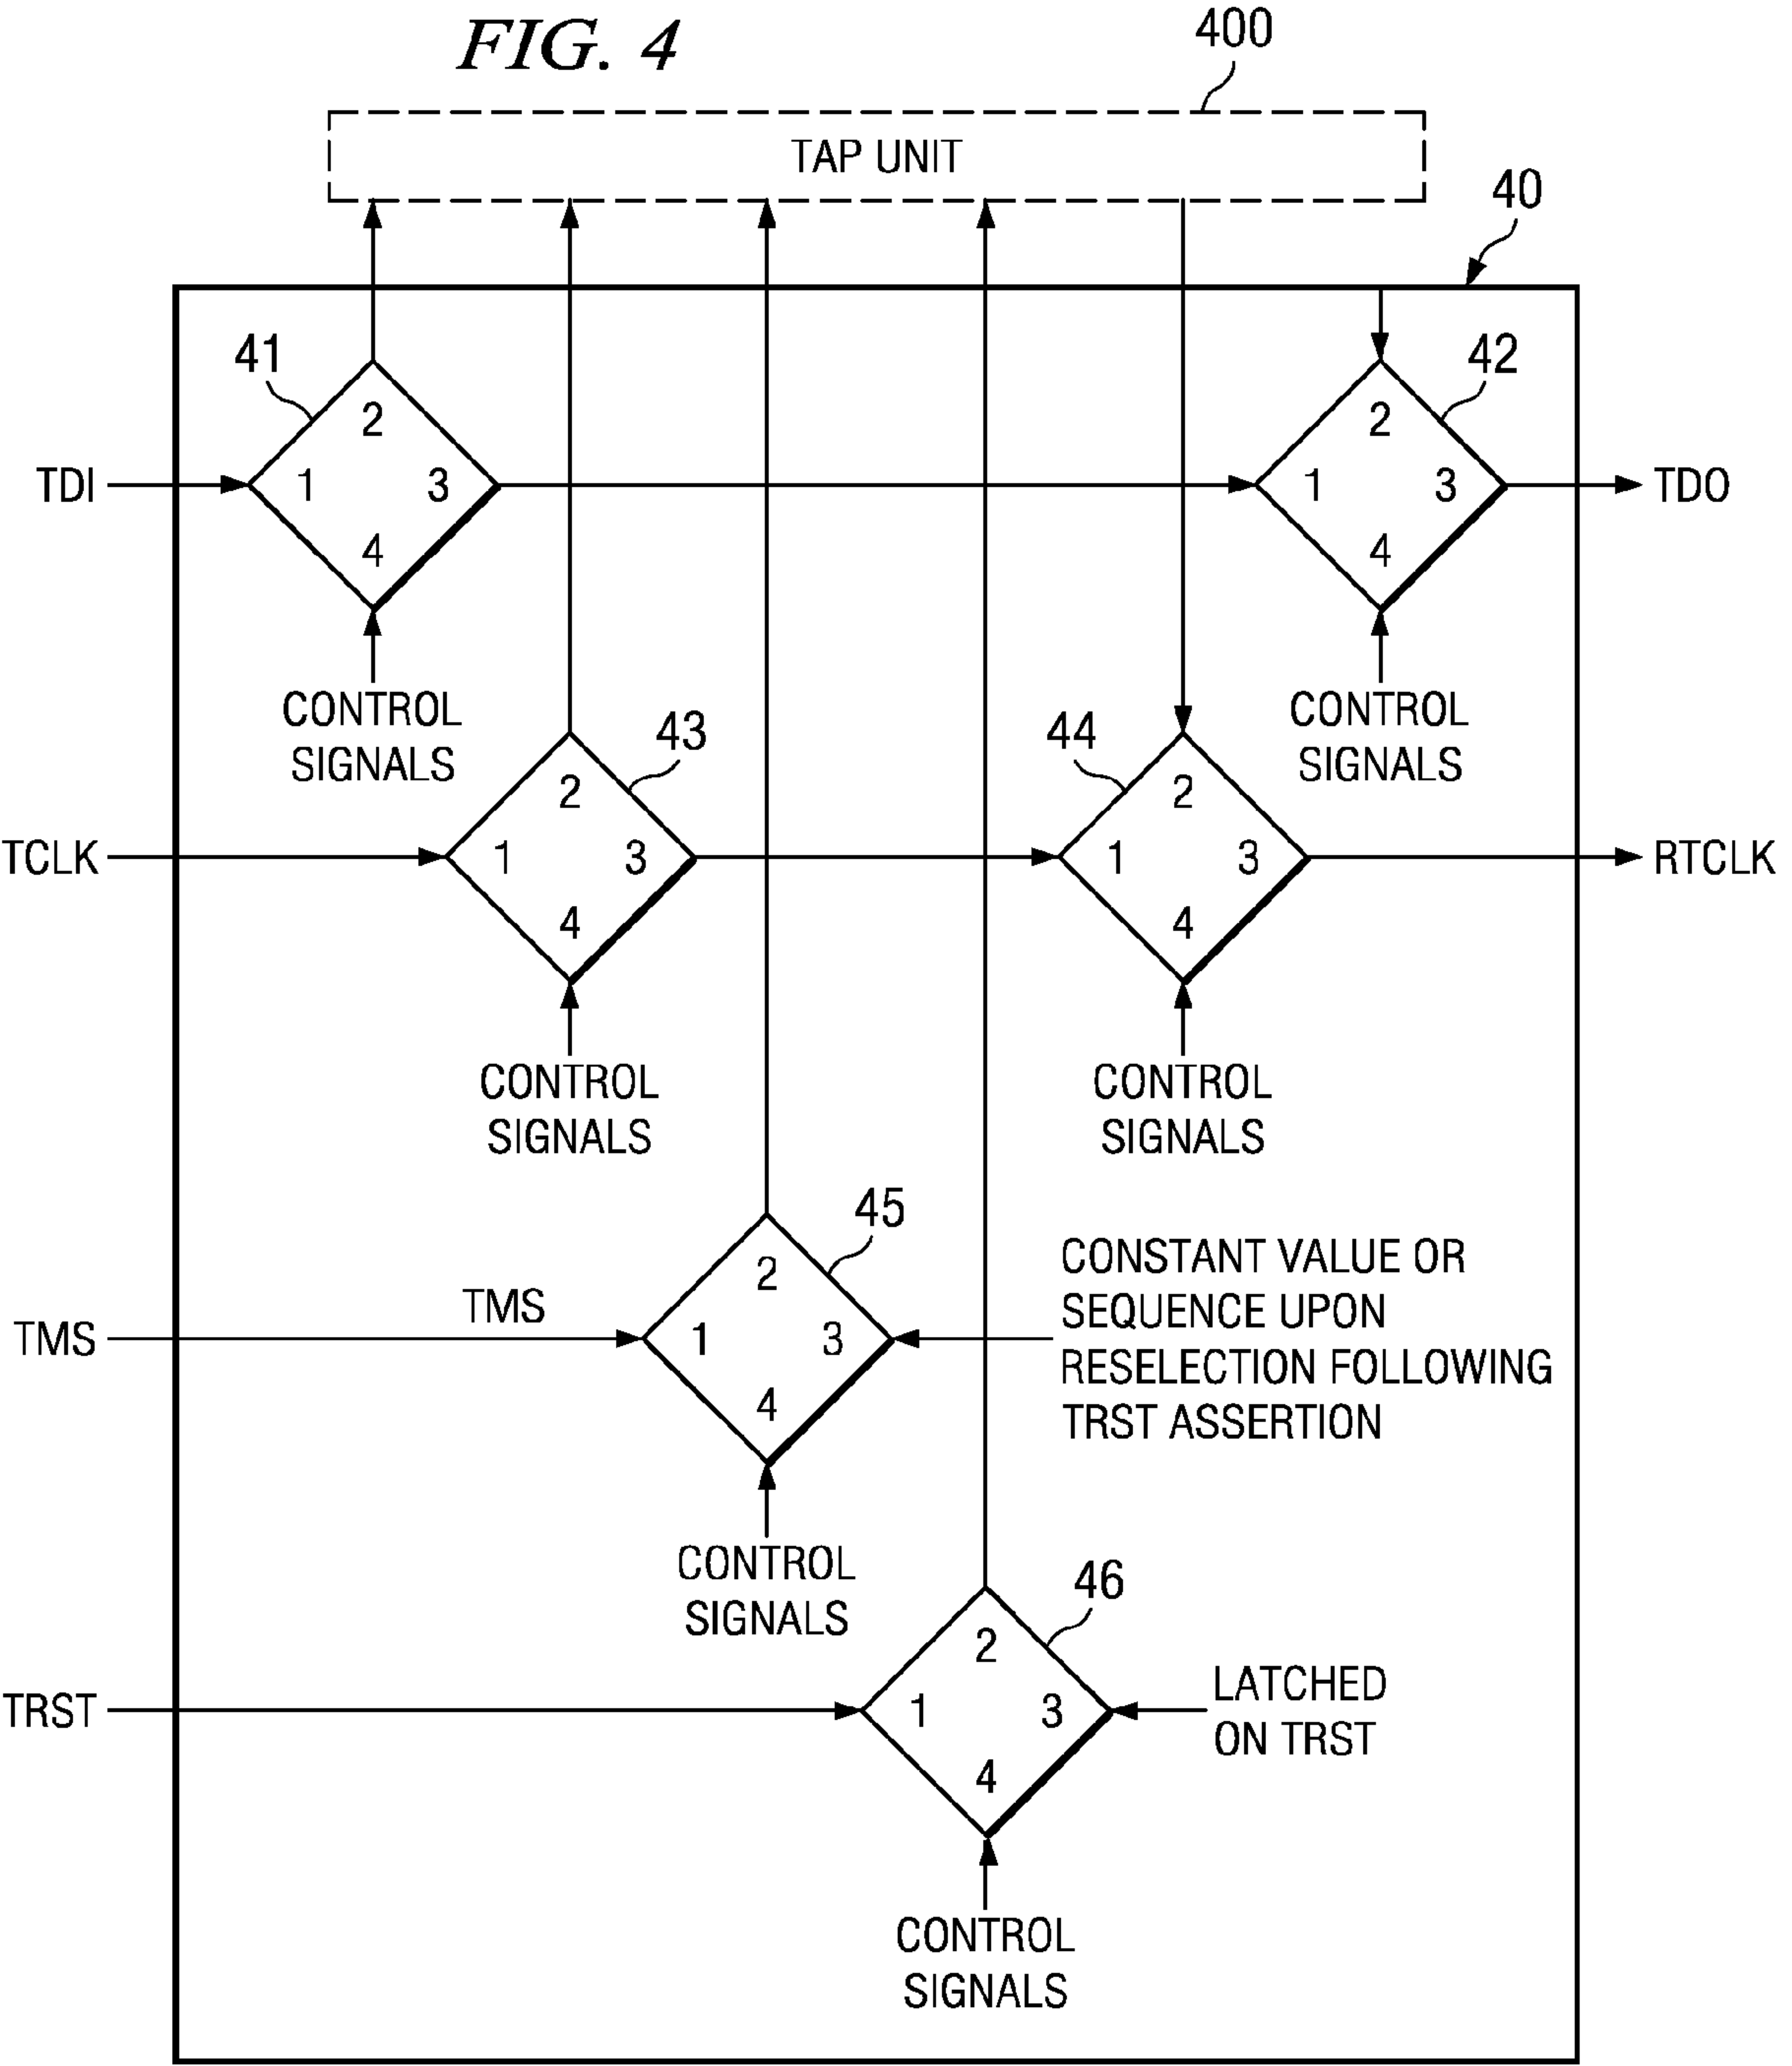 FIG. 4
400
TAP UNIT
40
41
42
2
2
TDI
1
3
1
3
TDO
4
4
CONTROL
SIGNALS
CONTROL
SIGNALS
43
44
2
2
TCLK
1
3
1
3
RTCLK
4
4
CONTROL
SIGNALS
CONTROL
SIGNALS
45
2
TMS
TMS
1
3
4
CONSTANT VALUE OR
SEQUENCE UPON
RESELECTION FOLLOWING
TRST ASSERTION
CONTROL
SIGNALS
46
2
TRST
1
3
4
LATCHED
ON TRST
CONTROL
SIGNALS